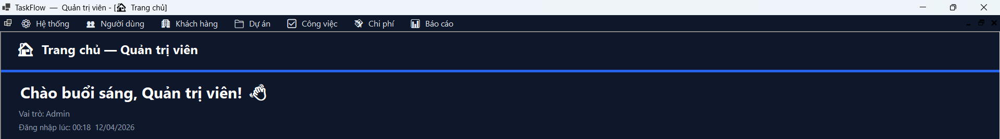 TaskFlow — Quản trị viên - [🏠 Trang chủ]
Hệ thống Người dùng Khách hàng Dự án Công việc Chi phí Báo cáo
Trang chủ — Quản trị viên
Chào buổi sáng, Quản trị viên! 👋
Vai trò: Admin
Đăng nhập lúc: 00:18 12/04/2026